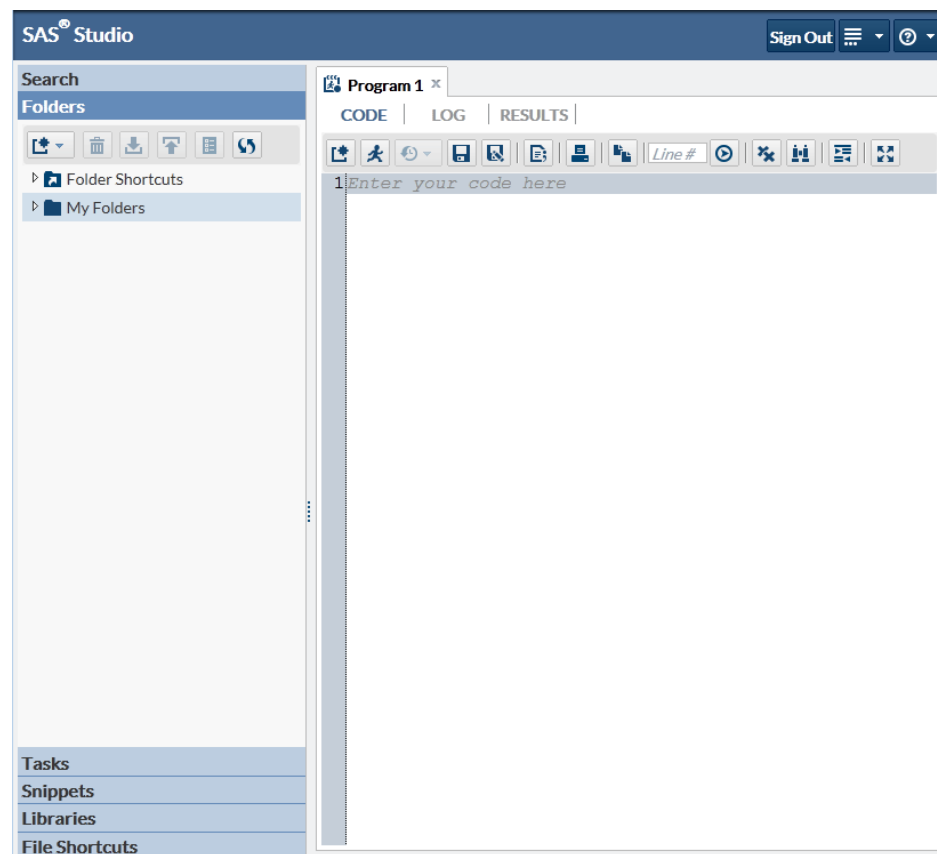 SAS® Studio
Sign Out
Search
Folders
Folder Shortcuts
My Folders
Tasks
Snippets
Libraries
File Shortcuts
Program 1 x
CODE
LOG
RESULTS
Line #
1 Enter your code here